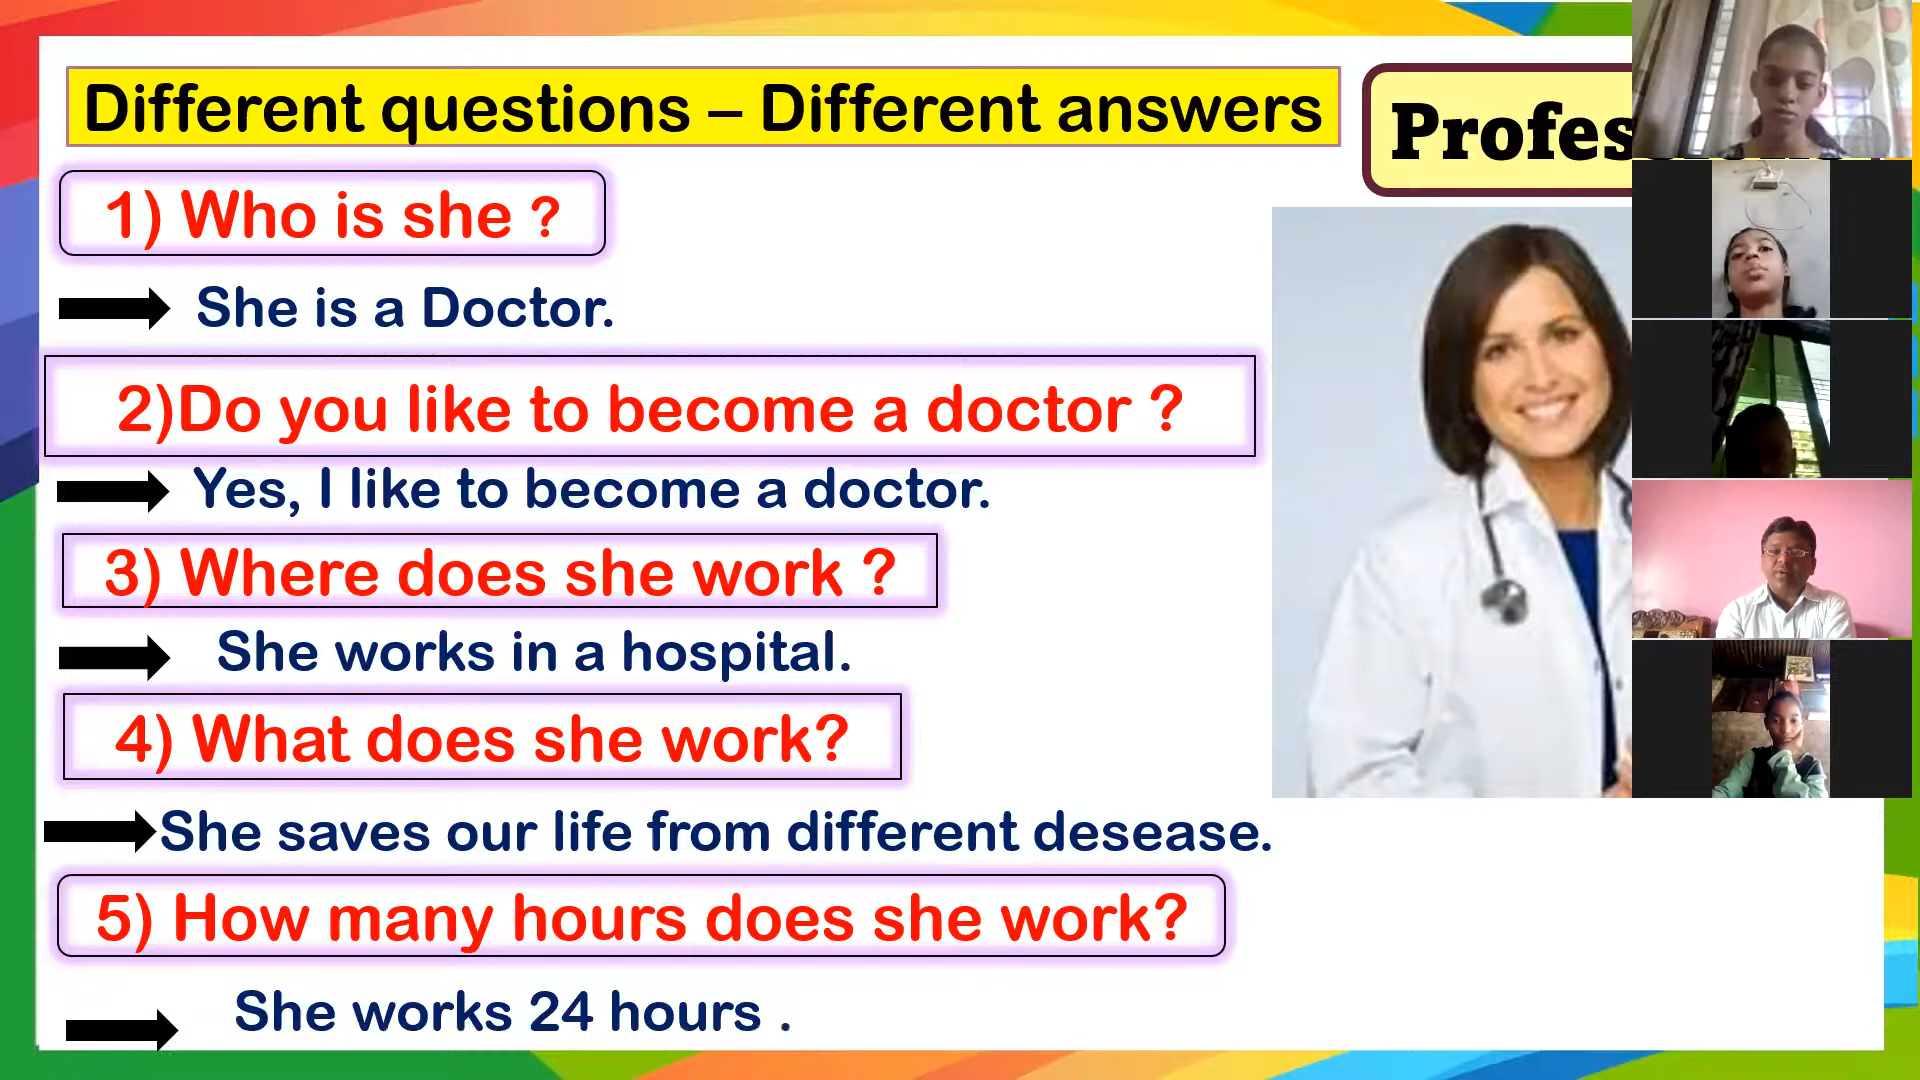 Different questions – Different answers
Profes
1) Who is she ?
She is a Doctor.
2)Do you like to become a doctor ?
Yes, I like to become a doctor.
3) Where does she work ?
She works in a hospital.
4) What does she work?
She saves our life from different desease.
5) How many hours does she work?
She works 24 hours .